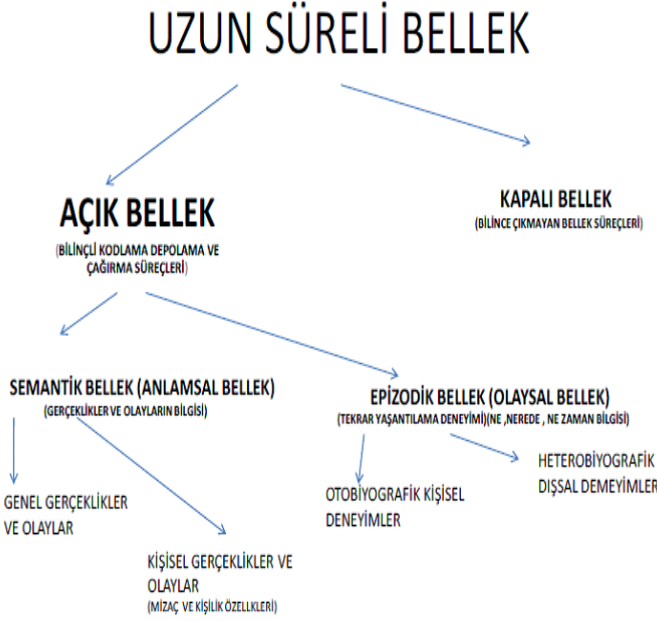 UZUN SÜRELİ BELLEK
AÇIK BELLEK
(BİLİNÇLİ KODLAMA DEPOLAMA VE
ÇAĞIRMA SÜREÇLERİ)
KAPALI BELLEK
(BİLİNCE ÇIKMAYAN BELLEK SÜREÇLERİ)
SEMANTİK BELLEK (ANLAMSAL BELLEK)
(GERÇEKLİKLER VE OLAYLARIN BİLGİSİ)
EPİZODİK BELLEK (OLAYSAL BELLEK)
(TEKRAR YAŞANTILAMA DENEYİMİ)(NE ,NEREDE , NE ZAMAN BİLGİSİ)
GENEL GERÇEKLİKLER
VE OLAYLAR
KİŞİSEL GERÇEKLİKLER VE
OLAYLAR
(MİZAÇ VE KİŞİLİK ÖZELLKLERİ)
OTOBİYOGRAFİK KİŞİSEL
DENEYİMLER
HETEROBİYOGRAFİK
DIŞSAL DEMEYİMLER